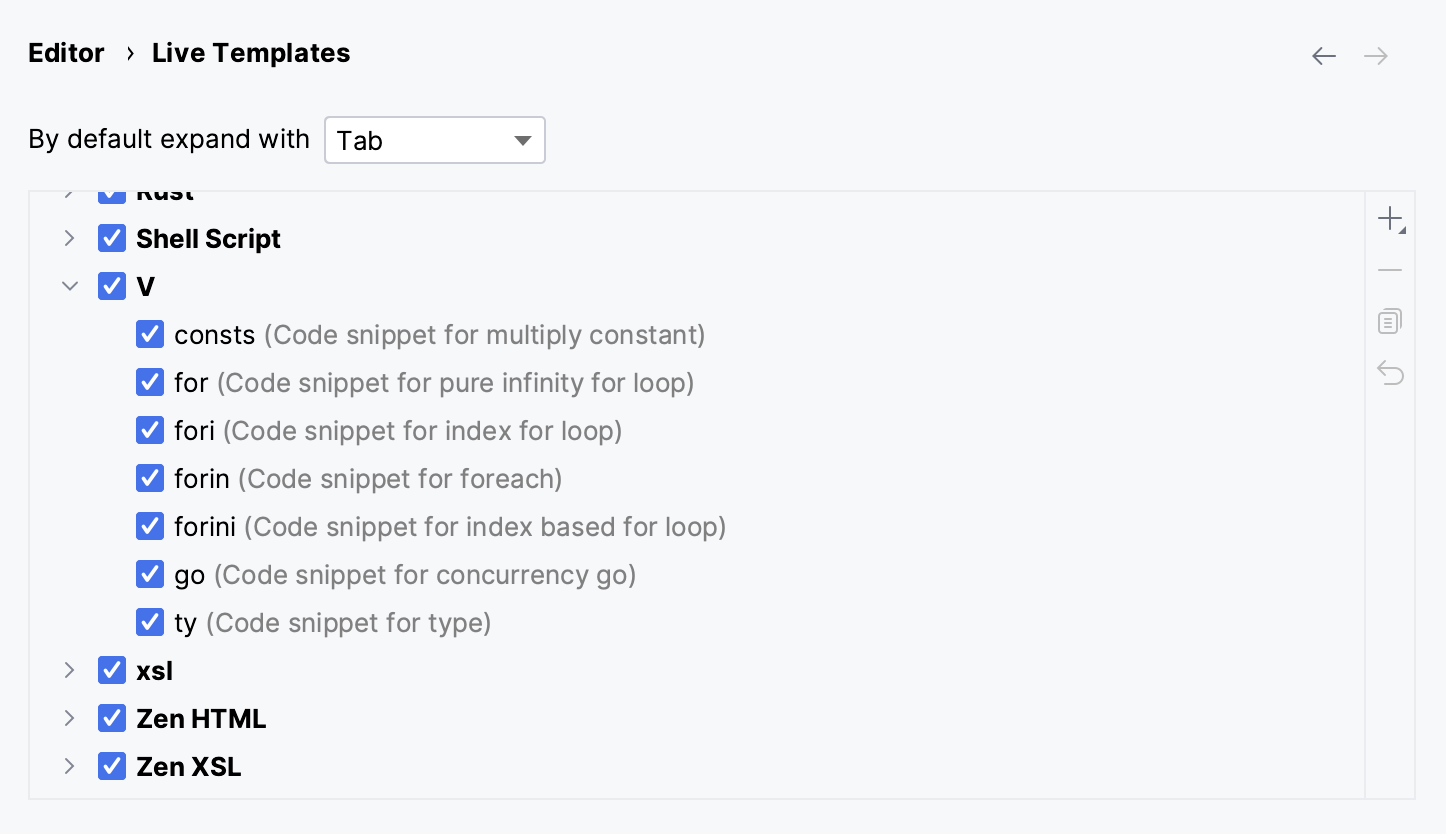 Editor › Live Templates
By default expand with Tab
Rust
Shell Script
V
consts (Code snippet for multiply constant)
for (Code snippet for pure infinity for loop)
fori (Code snippet for index for loop)
forin (Code snippet for foreach)
forini (Code snippet for index based for loop)
go (Code snippet for concurrency go)
ty (Code snippet for type)
xsl
Zen HTML
Zen XSL